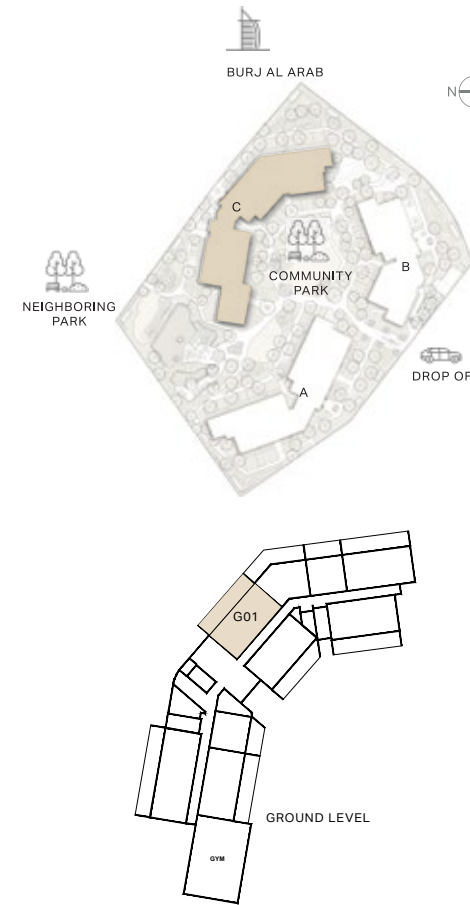 BURJ AL ARAB
N
C
B
COMMUNITY
PARK
NEIGHBORING
PARK
DROP OF
A
G01
GROUND LEVEL
GYM